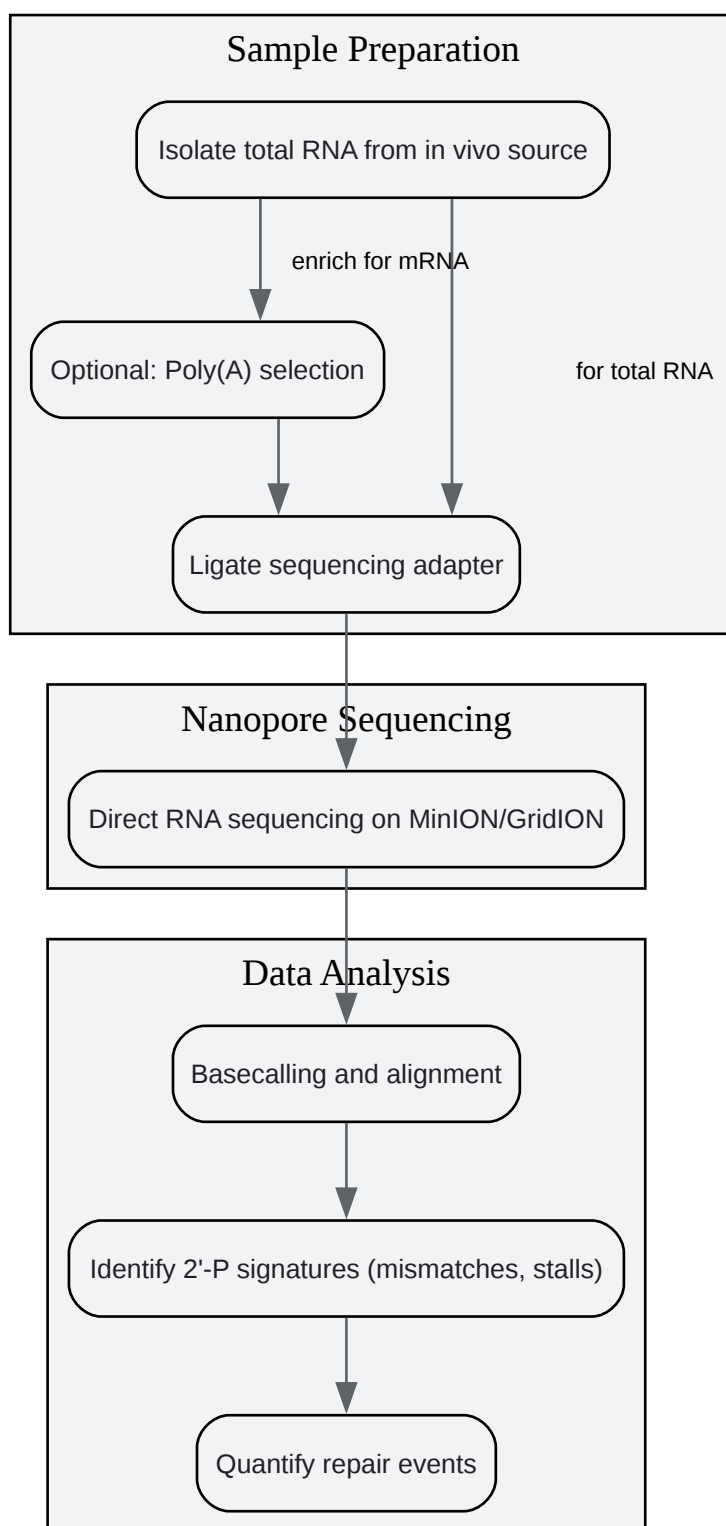 Sample Preparation
Isolate total RNA from in vivo source
enrich for mRNA
Optional: Poly(A) selection
for total RNA
Ligate sequencing adapter
Nanopore Sequencing
Direct RNA sequencing on MinION/GridION
Data Analysis
Basecalling and alignment
Identify 2'-P signatures (mismatches, stalls)
Quantify repair events